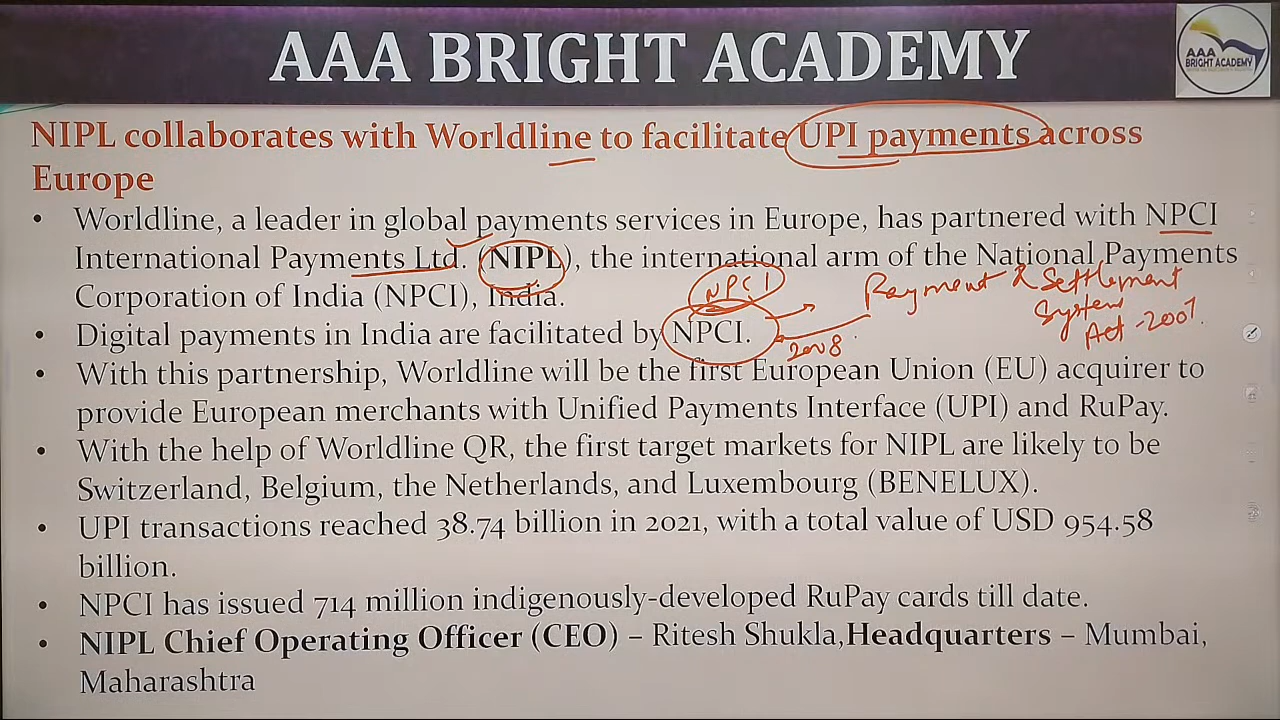 AAA BRIGHT ACADEMY
AAA
BRIGHT ACADEMY
NIPL collaborates with Worldline to facilitate UPI payments across
Europe
• Worldline, a leader in global payments services in Europe, has partnered with NPCI
International Payments Ltd. (NIPL), the international arm of the National Payments
Corporation of India (NPCI), India.
NPCI
Payment & Settlement
System
Act -2007.
• Digital payments in India are facilitated by NPCI.
2008.
• With this partnership, Worldline will be the first European Union (EU) acquirer to
provide European merchants with Unified Payments Interface (UPI) and RuPay.
• With the help of Worldline QR, the first target markets for NIPL are likely to be
Switzerland, Belgium, the Netherlands, and Luxembourg (BENELUX).
• UPI transactions reached 38.74 billion in 2021, with a total value of USD 954.58
billion.
• NPCI has issued 714 million indigenously-developed RuPay cards till date.
• NIPL Chief Operating Officer (CEO) – Ritesh Shukla,Headquarters – Mumbai,
Maharashtra